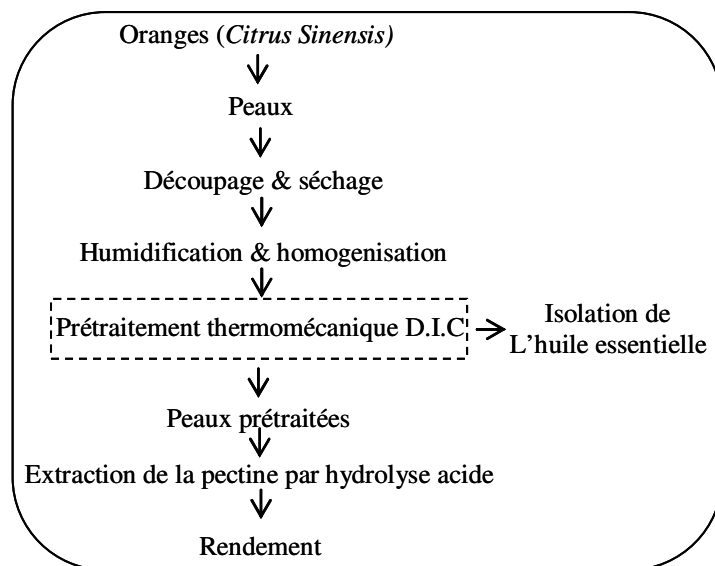 Oranges (Citrus Sinensis)
Peaux
Découpage & séchage
Humidification & homogenisation
Prétraitement thermomécanique D.I.C
Isolation de
L'huile essentielle
Peaux prétraitées
Extraction de la pectine par hydrolyse acide
Rendement